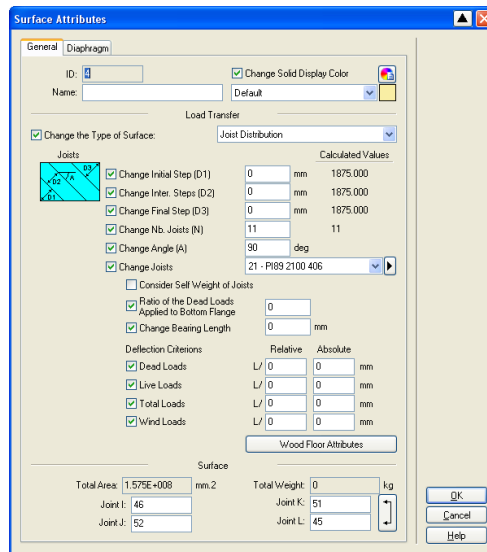 Surface Attributes
General Diaphragm
ID: 4 Change Solid Display Color
Name: Default
Load Transfer
Change the Type of Surface: Joist Distribution
Joists Calculated Values
D3
D2 A
D1
Change Initial Step (D1) 0 mm 1875.000
Change Inter. Steps (D2) 0 mm 1875.000
Change Final Step (D3) 0 mm 1875.000
Change Nb. Joists (N) 11 11
Change Angle (A) 90 deg
Change Joists 21 - PI89 2100 406
Consider Self Weight of Joists
Ratio of the Dead Loads
Applied to Bottom Flange 0
Change Bearing Length 0 mm
Deflection Criterions Relative Absolute
Dead Loads L/ 0 0 mm
Live Loads L/ 0 0 mm
Total Loads L/ 0 0 mm
Wind Loads L/ 0 0 mm
Wood Floor Attributes
Surface
Total Area: 1.575E+008 mm.2 Total Weight: 0 kg
Joint I: 46 Joint K: 51
Joint J: 52 Joint L: 45
OK
Cancel
Help